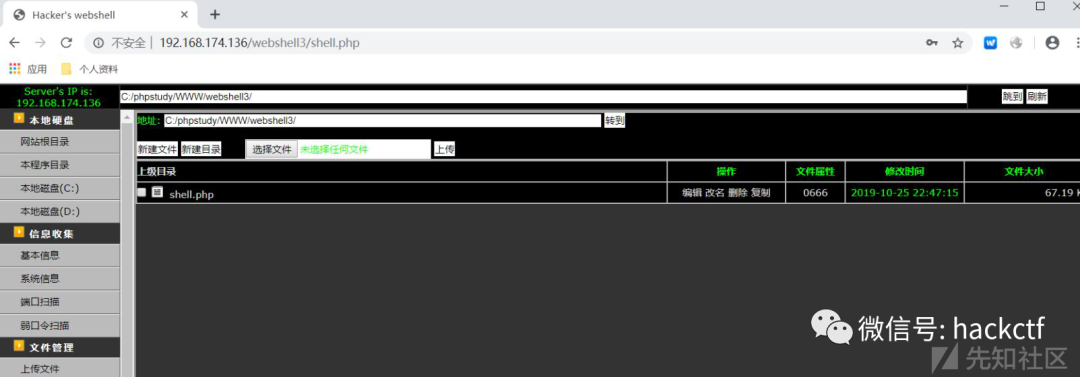 Hacker's webshell
不安全 | 192.168.174.136/webshell3/shell.php
应用 个人资料
Server's IP is:
192.168.174.136
C:/phpstudy/WWW/webshell3/
跳到 刷新
本地硬盘
网站根目录
本程序目录
本地磁盘(C:)
本地磁盘(D:)
信息收集
基本信息
系统信息
端口扫描
弱口令扫描
文件管理
上传文件
地址: C:/phpstudy/WWW/webshell3/ 转到
新建文件 新建目录 选择文件 未选择任何文件 上传
上级目录 操作 文件属性 修改时间 文件大小
shell.php 编辑 改名 删除 复制 0666 2019-10-25 22:47:15 67.19
微信号: hackctf
先知社区